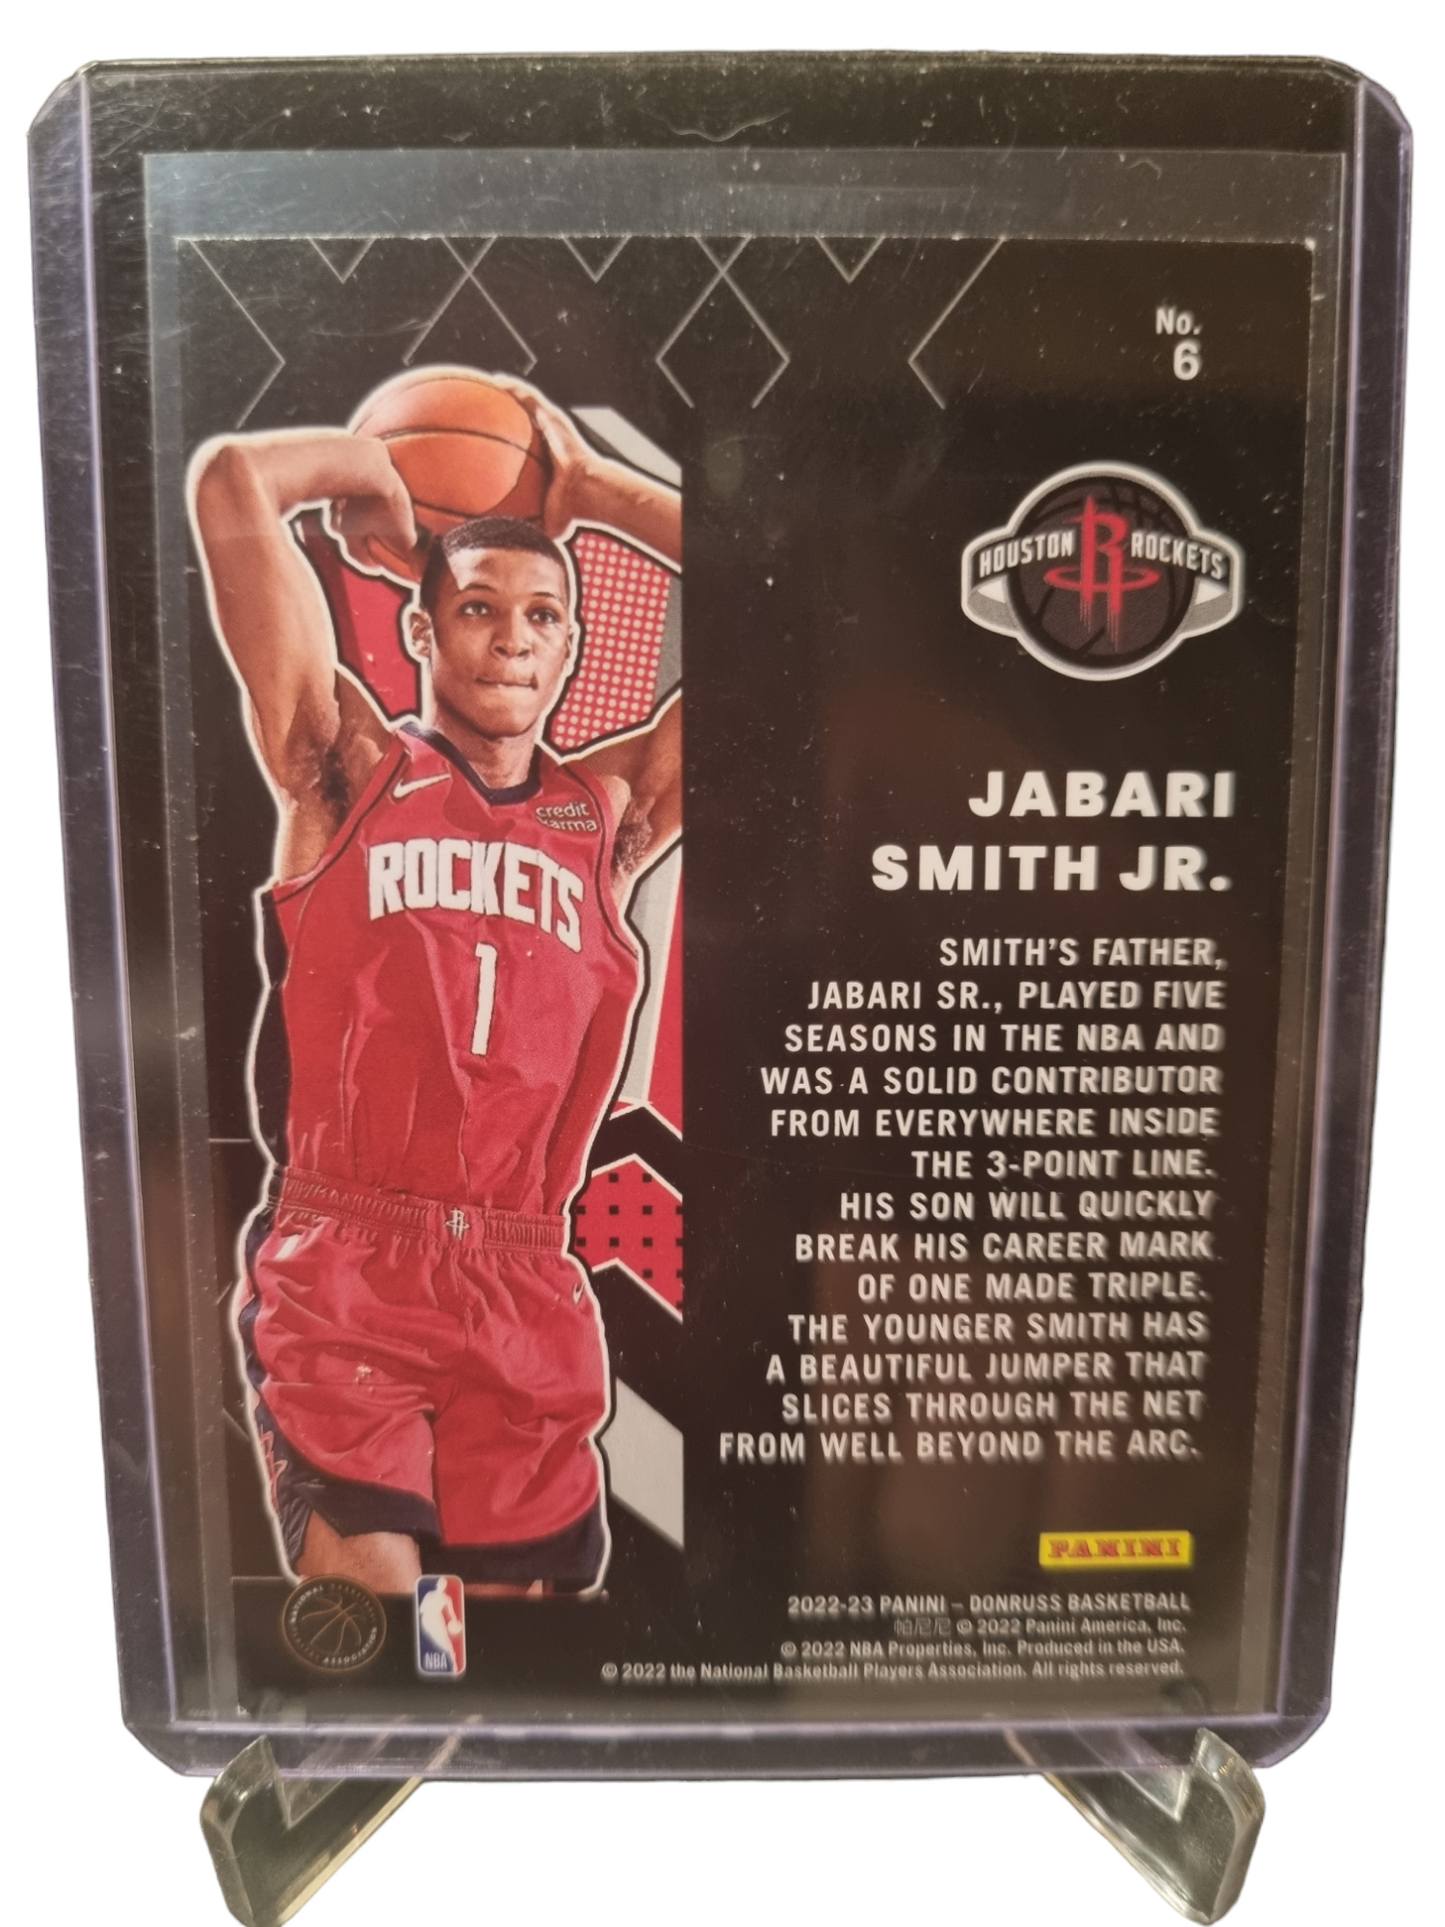 No.
6
HOUSTON ROCKETS
JABARI
SMITH JR.
SMITH'S FATHER,
JABARI SR., PLAYED FIVE
SEASONS IN THE NBA AND
WAS A SOLID CONTRIBUTOR
FROM EVERYWHERE INSIDE
THE 3-POINT LINE.
HIS SON WILL QUICKLY
BREAK HIS CAREER MARK
OF ONE MADE TRIPLE.
THE YOUNGER SMITH HAS
A BEAUTIFUL JUMPER THAT
SLICES THROUGH THE NET
FROM WELL BEYOND THE ARC.
credit
karma
ROCKETS
1
PANINI
2022-23 PANINI – DONRUSS BASKETBALL
帕尼尼 © 2022 Panini America, Inc.
© 2022 NBA Properties, Inc. Produced in the USA.
© 2022 the National Basketball Players Association. All rights reserved.
NBA